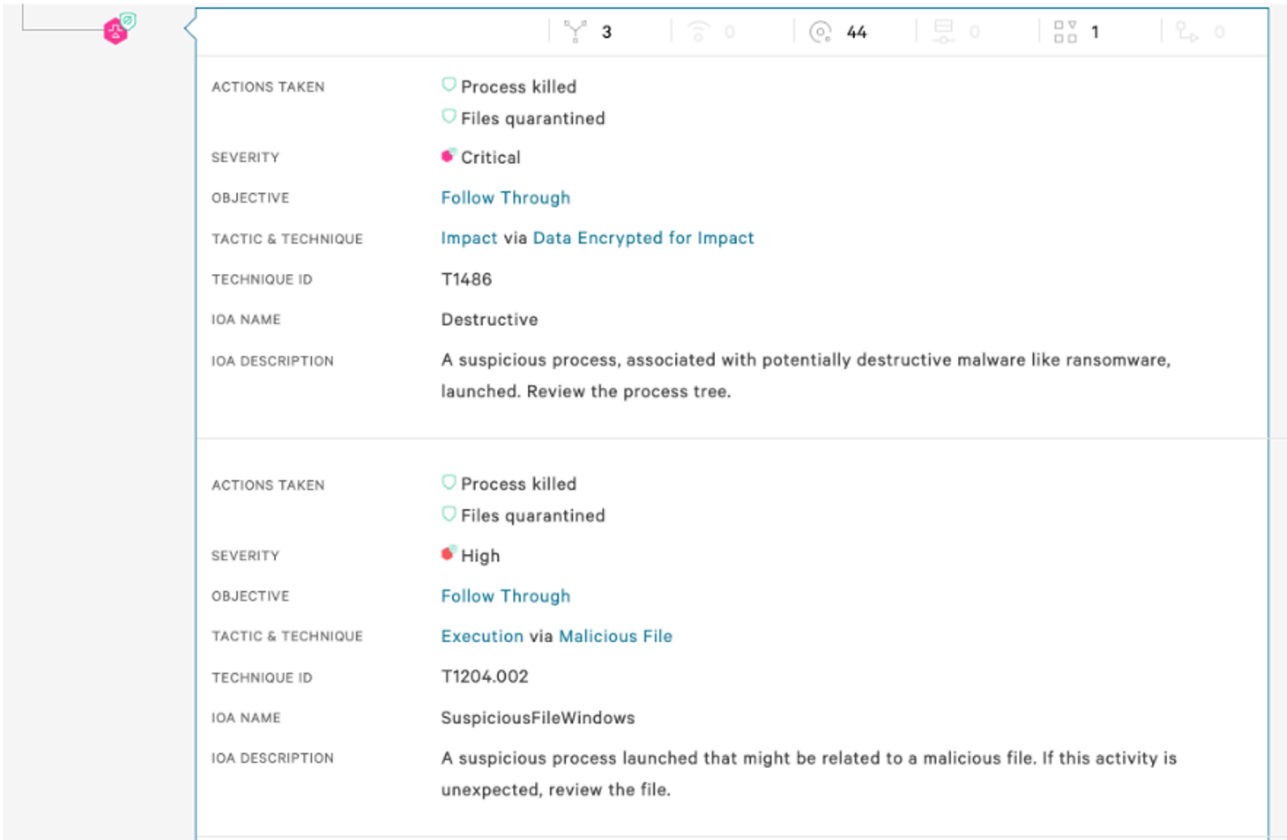 3 0 44 0 1 0
ACTIONS TAKEN Process killed
Files quarantined
SEVERITY Critical
OBJECTIVE Follow Through
TACTIC & TECHNIQUE Impact via Data Encrypted for Impact
TECHNIQUE ID T1486
IOA NAME Destructive
IOA DESCRIPTION A suspicious process, associated with potentially destructive malware like ransomware,
launched. Review the process tree.
ACTIONS TAKEN Process killed
Files quarantined
SEVERITY High
OBJECTIVE Follow Through
TACTIC & TECHNIQUE Execution via Malicious File
TECHNIQUE ID T1204.002
IOA NAME SuspiciousFileWindows
IOA DESCRIPTION A suspicious process launched that might be related to a malicious file. If this activity is
unexpected, review the file.